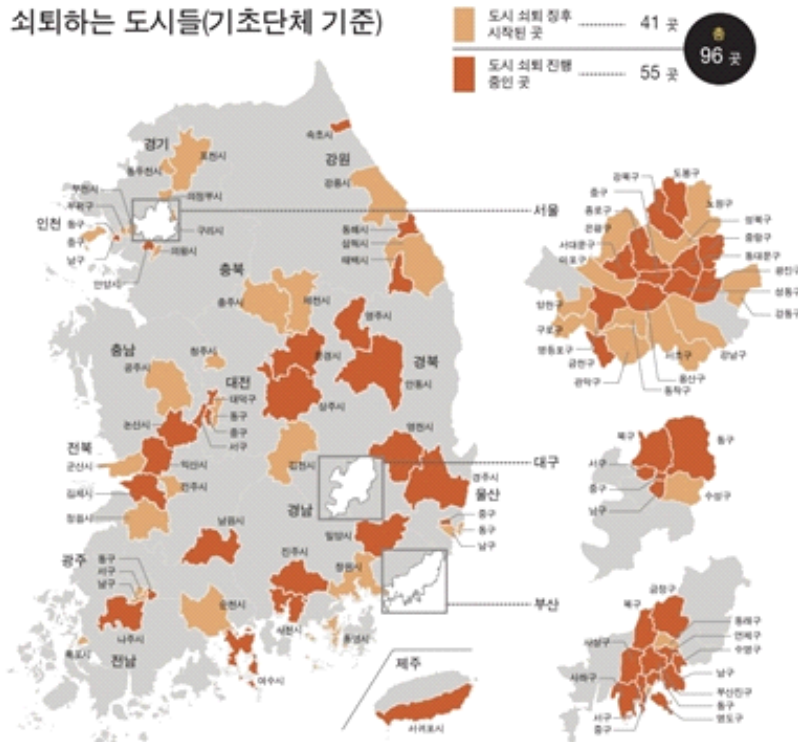 쇠퇴하는 도시들(기초단체 기준)
도시 쇠퇴 징후
시작된 곳
41 곳
도시 쇠퇴 진행
중인 곳
55 곳
총
96 곳
속초시
경기
포천시
동두천시
강원
강릉시
의정부시
부천시
부평구
인천
동구
중구
남구
구리시
의왕시
안양시
동해시
삼척시
태백시
충북
충주시
제천시
영주시
문경시
경북
안동시
상주시
충남
공주시
청주시
대전
대덕구
동구
중구
서구
논산시
전북
군산시
익산시
김제시
전주시
정읍시
김천시
영천시
경주시
울산
중구
동구
남구
경남
밀양시
남원시
진주시
창원시
광주
동구
서구
남구
순천시
사천시
통영시
나주시
목포시
전남
여수시
제주
서귀포시
서울
강북구
도봉구
중구
노원구
종로구
은평구
성북구
서대문구
중랑구
마포구
동대문구
광진구
성동구
양천구
강동구
구로구
영등포구
서초구
강남구
금천구
관악구
용산구
동작구
대구
북구
동구
서구
중구
수성구
남구
부산
금정구
북구
동래구
연제구
사상구
수영구
사하구
남구
부산진구
동구
서구
영도구
중구